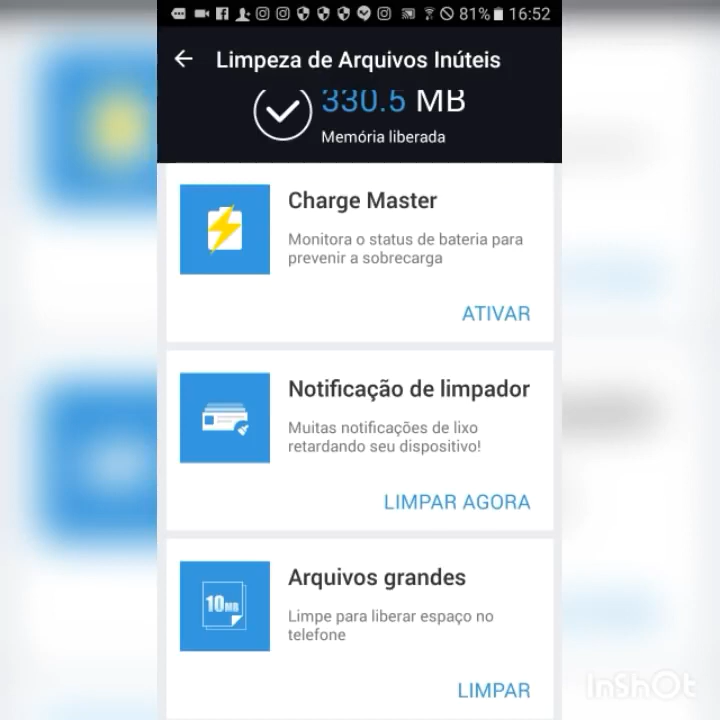 81% 16:52
Limpeza de Arquivos Inúteis
330.5 MB
Memória liberada
Charge Master
Monitora o status de bateria para
prevenir a sobrecarga
ATIVAR
Notificação de limpador
Muitas notificações de lixo
retardando seu dispositivo!
LIMPAR AGORA
10MB
Arquivos grandes
Limpe para liberar espaço no
telefone
LIMPAR
InShOt